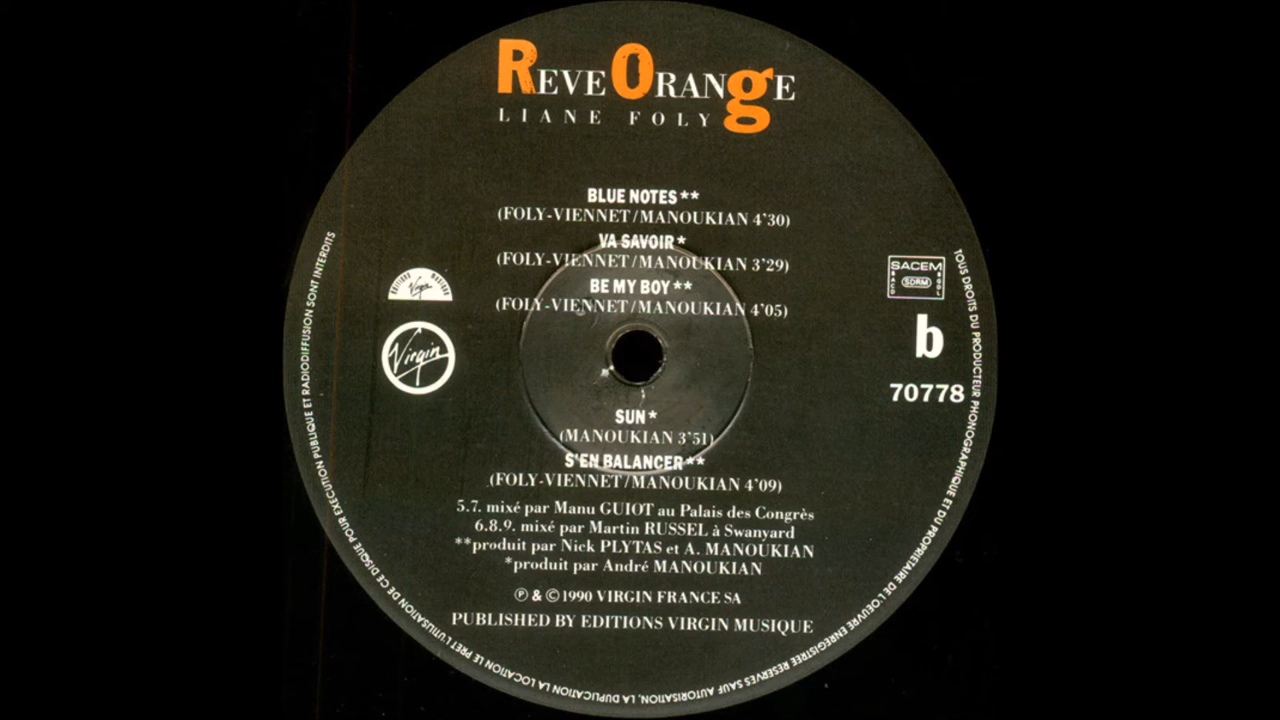 REVE ORANGE
LIANE FOLY
BLUE NOTES**
(FOLY-VIENNET/MANOUKIAN 4'30)
VA SAVOIR*
(FOLY-VIENNET/MANOUKIAN 3'29)
BE MY BOY**
(FOLY-VIENNET/MANOUKIAN 4'05)
EDITIONS MUSIQUE
Virgin
Virgin
SACEM
SACD SDRM SGDL
b
70778
SUN*
(MANOUKIAN 3'51)
S'EN BALANCER**
(FOLY-VIENNET/MANOUKIAN 4'09)
5.7. mixé par Manu GUIOT au Palais des Congrès
6.8.9. mixé par Martin RUSSEL à Swanyard
**produit par Nick PLYTAS et A. MANOUKIAN
*produit par André MANOUKIAN
Ⓟ & © 1990 VIRGIN FRANCE SA
PUBLISHED BY EDITIONS VIRGIN MUSIQUE
TOUS DROITS DU PRODUCTEUR PHONOGRAPHIQUE ET DU PROPRIETAIRE DE L'OEUVRE ENREGISTREE RESERVES SAUF AUTORISATION, LA DUPLICATION, LA LOCATION, LE PRET L'UTILISATION DE CE DISQUE POUR EXECUTION PUBLIQUE ET RADIODIFFUSION SONT INTERDITS